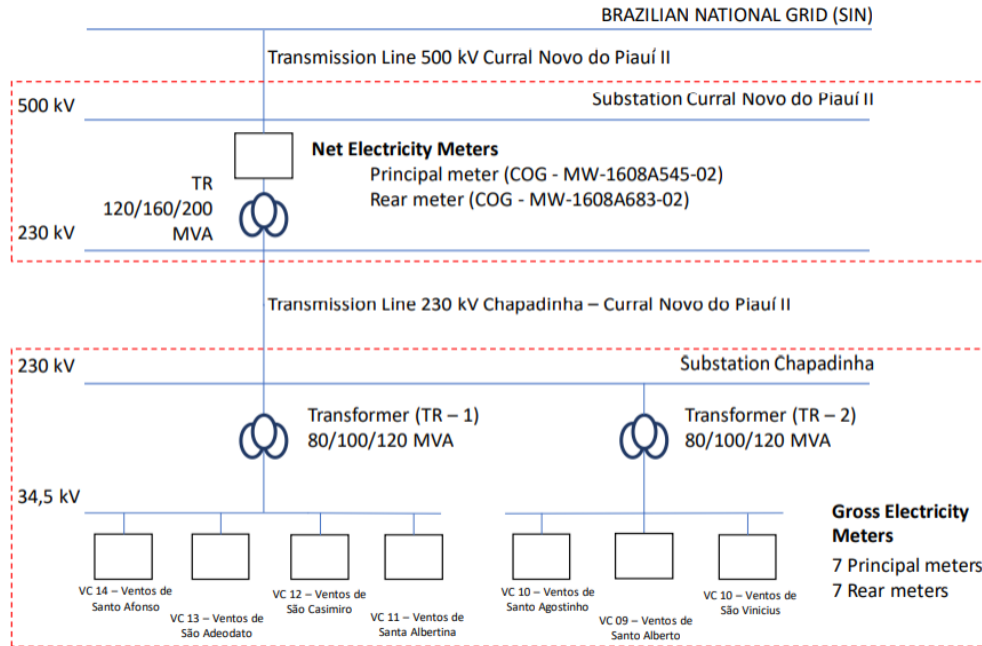 BRAZILIAN NATIONAL GRID (SIN)
Transmission Line 500 kV Curral Novo do Piauí II
500 kV
Substation Curral Novo do Piauí II
Net Electricity Meters
Principal meter (COG - MW-1608A545-02)
Rear meter (COG - MW-1608A683-02)
TR
120/160/200
MVA
230 kV
Transmission Line 230 kV Chapadinha – Curral Novo do Piauí II
230 kV
Substation Chapadinha
Transformer (TR – 1)
80/100/120 MVA
Transformer (TR – 2)
80/100/120 MVA
34,5 kV
Gross Electricity
Meters
7 Principal meters
7 Rear meters
VC 14 – Ventos de
Santo Afonso
VC 13 – Ventos de
São Adeodato
VC 12 – Ventos de
São Casimiro
VC 11 – Ventos de
Santa Albertina
VC 10 – Ventos de
Santo Agostinho
VC 09 – Ventos de
Santo Alberto
VC 10 – Ventos de
São Vinicius